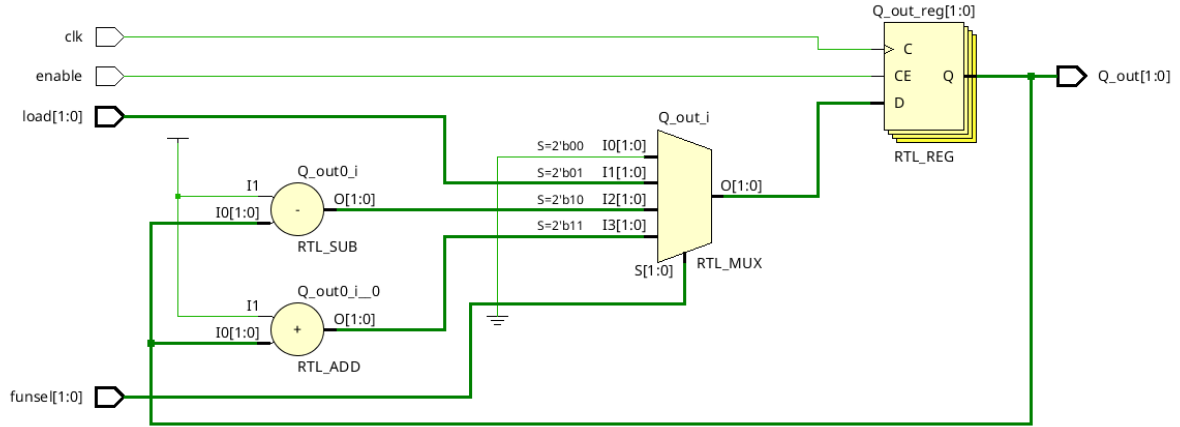 Q_out_reg[1:0]
clk
C
enable
CE
Q
Q_out[1:0]
load[1:0]
D
RTL_REG
Q_out_i
S=2'b00
I0[1:0]
S=2'b01
I1[1:0]
S=2'b10
I2[1:0]
S=2'b11
I3[1:0]
O[1:0]
S[1:0]
RTL_MUX
Q_out0_i
I1
I0[1:0]
-
O[1:0]
RTL_SUB
Q_out0_i__0
I1
I0[1:0]
+
O[1:0]
RTL_ADD
funsel[1:0]